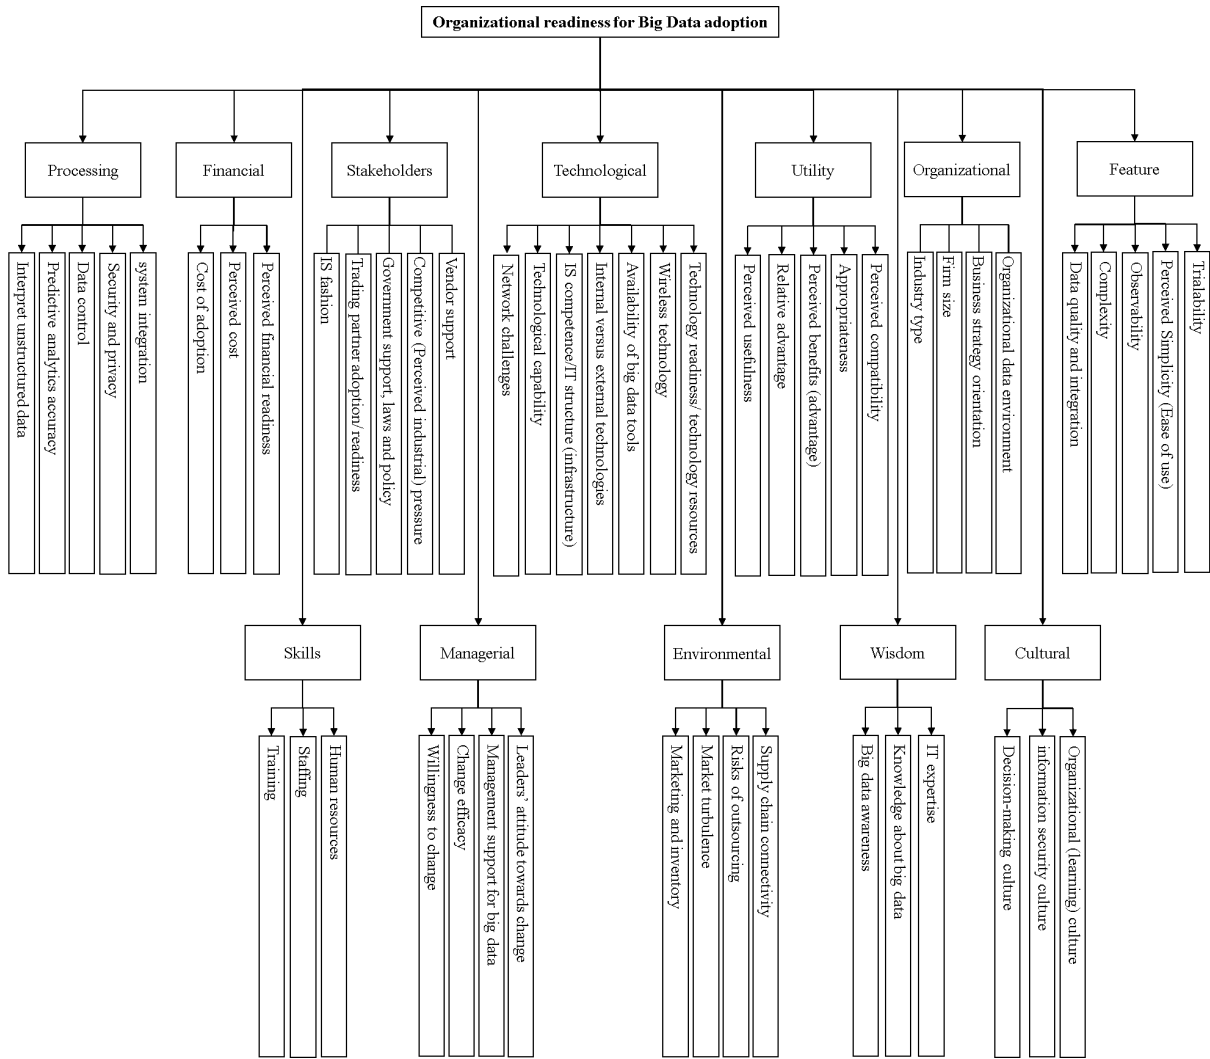 Organizational readiness for Big Data adoption
Processing
Financial
Stakeholders
Technological
Utility
Organizational
Feature
Interpret unstructured data
Predictive analytics accuracy
Data control
Security and privacy
system integration
Cost of adoption
Perceived cost
Perceived financial readiness
IS fashion
Trading partner
adoption/readiness
Government support, laws and
policy
Competitive (Perceived
industrial) pressure
Vendor support
Network challenges
Technological
capability
IS competence/IT structure (infrastructure)
Internal versus external
technologies
Availability of big data tools
Wireless technology
Technology readiness/ technology resources
Perceived usefulness
Relative advantage
Perceived benefits (advantage)
Appropriateness
Perceived compatibility
Industry type
Firm size
Business strategy
orientation
Organizational data environment
Data quality and
integration
Complexity
Observability
Perceived Simplicity (Ease of use)
Trialability
Skills
Managerial
Environmental
Wisdom
Cultural
Training
Staffing
Human resources
Willingness to change
Change efficacy
Management support for big data
Leaders’ attitude towards change
Marketing and inventory
Market turbulence
Risks of outsourcing
Supply chain connectivity
Big data awareness
Knowledge about big data
IT expertise
Decision-making culture
information security culture
Organizational (learning) culture